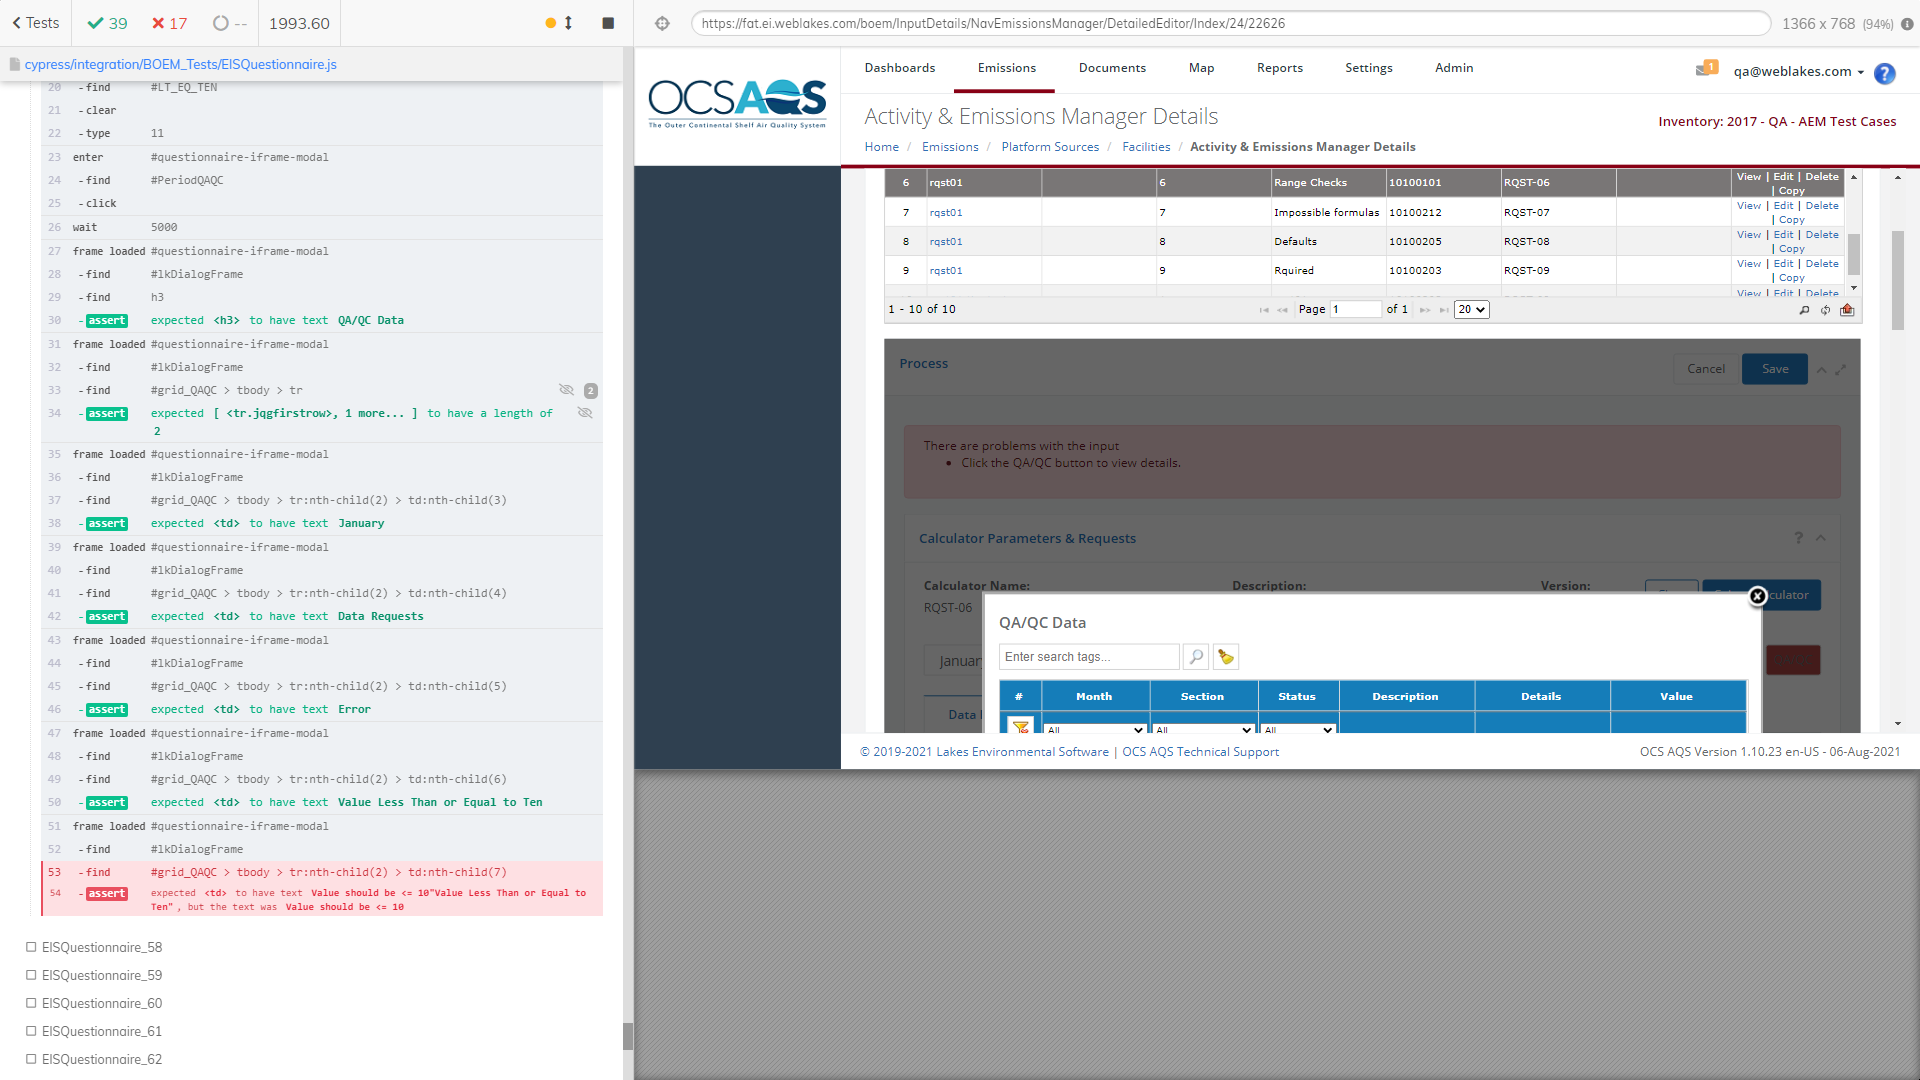 Tests 39 17 -- 1993.60
https://fat.ei.weblakes.com/boem/InputDetails/NavEmissionsManager/DetailedEditor/Index/24/22626
1366 x 768 (94%)
cypress/integration/BOEM_Tests/EISQuestionnaire.js
20 -find #LT_EQ_TEN
21 -clear
22 -type 11
23 enter #questionnaire-iframe-modal
24 -find #PeriodQAQC
25 -click
26 wait 5000
27 frame loaded #questionnaire-iframe-modal
28 -find #lkDialogFrame
29 -find h3
30 -assert expected <h3> to have text QA/QC Data
31 frame loaded #questionnaire-iframe-modal
32 -find #lkDialogFrame
33 -find #grid_QAQC > tbody > tr 2
34 -assert expected [ <tr.jqgfirstrow>, 1 more... ] to have a length of
2
35 frame loaded #questionnaire-iframe-modal
36 -find #lkDialogFrame
37 -find #grid_QAQC > tbody > tr:nth-child(2) > td:nth-child(3)
38 -assert expected <td> to have text January
39 frame loaded #questionnaire-iframe-modal
40 -find #lkDialogFrame
41 -find #grid_QAQC > tbody > tr:nth-child(2) > td:nth-child(4)
42 -assert expected <td> to have text Data Requests
43 frame loaded #questionnaire-iframe-modal
44 -find #lkDialogFrame
45 -find #grid_QAQC > tbody > tr:nth-child(2) > td:nth-child(5)
46 -assert expected <td> to have text Error
47 frame loaded #questionnaire-iframe-modal
48 -find #lkDialogFrame
49 -find #grid_QAQC > tbody > tr:nth-child(2) > td:nth-child(6)
50 -assert expected <td> to have text Value Less Than or Equal to Ten
51 frame loaded #questionnaire-iframe-modal
52 -find #lkDialogFrame
53 -find #grid_QAQC > tbody > tr:nth-child(2) > td:nth-child(7)
54 -assert expected <td> to have text Value should be <= 10"Value Less Than or Equal to
Ten" , but the text was Value should be <= 10
EISQuestionnaire_58
EISQuestionnaire_59
EISQuestionnaire_60
EISQuestionnaire_61
EISQuestionnaire_62
OCSAQS
The Outer Continental Shelf Air Quality System
Dashboards Emissions Documents Map Reports Settings Admin
1 qa@weblakes.com ?
Activity & Emissions Manager Details
Inventory: 2017 - QA - AEM Test Cases
Home / Emissions / Platform Sources / Facilities / Activity & Emissions Manager Details
6 rqst01 6 Range Checks 10100101 RQST-06 View | Edit | Delete
| Copy
7 rqst01 7 Impossible formulas 10100212 RQST-07 View | Edit | Delete
| Copy
8 rqst01 8 Defaults 10100205 RQST-08 View | Edit | Delete
| Copy
9 rqst01 9 Rquired 10100203 RQST-09 View | Edit | Delete
| Copy
View | Edit | Delete
1 - 10 of 10 Page 1 of 1 20
Process Cancel Save
There are problems with the input
Click the QA/QC button to view details.
Calculator Parameters & Requests ?
Calculator Name: Description: Version:
RQST-06
QA/QC Data
Enter search tags...
# Month Section Status Description Details Value
All All All
© 2019-2021 Lakes Environmental Software | OCS AQS Technical Support
OCS AQS Version 1.10.23 en-US - 06-Aug-2021